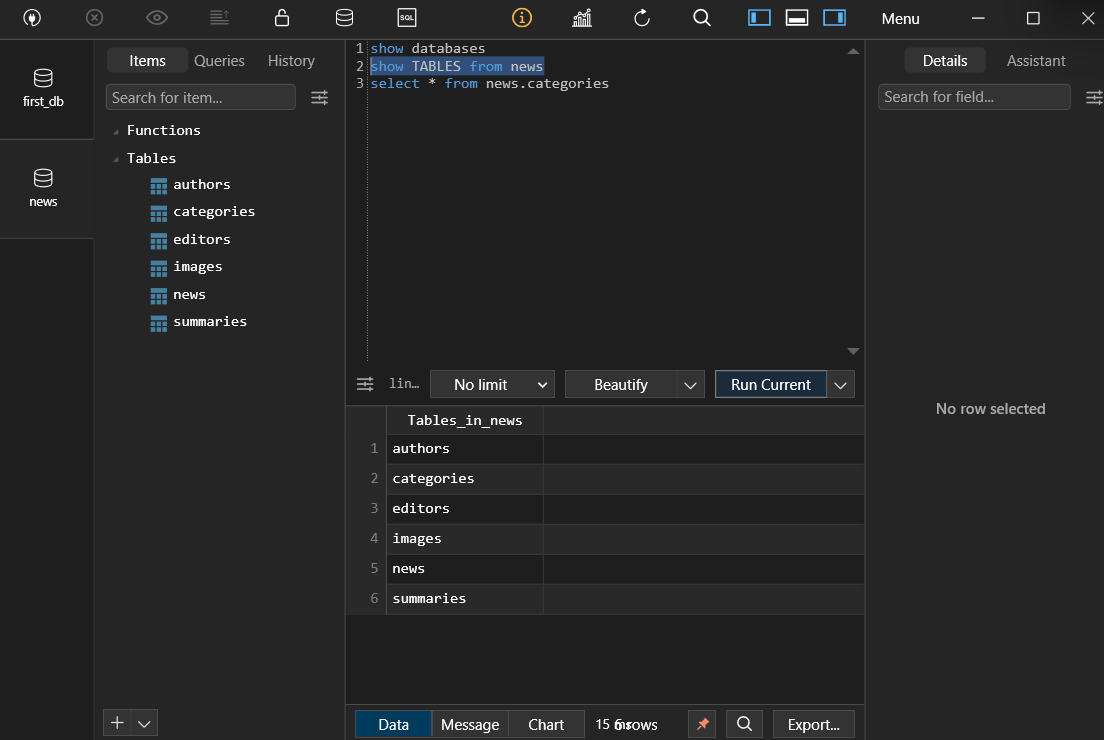 SQL
Menu
first_db
news
Items Queries History
Search for item...
Functions
Tables
authors
categories
editors
images
news
summaries
1 show databases
2 show TABLES from news
3 select * from news.categories
lin... No limit Beautify Run Current
Tables_in_news
1 authors
2 categories
3 editors
4 images
5 news
6 summaries
Data Message Chart 15 ms 6 rows Export...
Details Assistant
Search for field...
No row selected